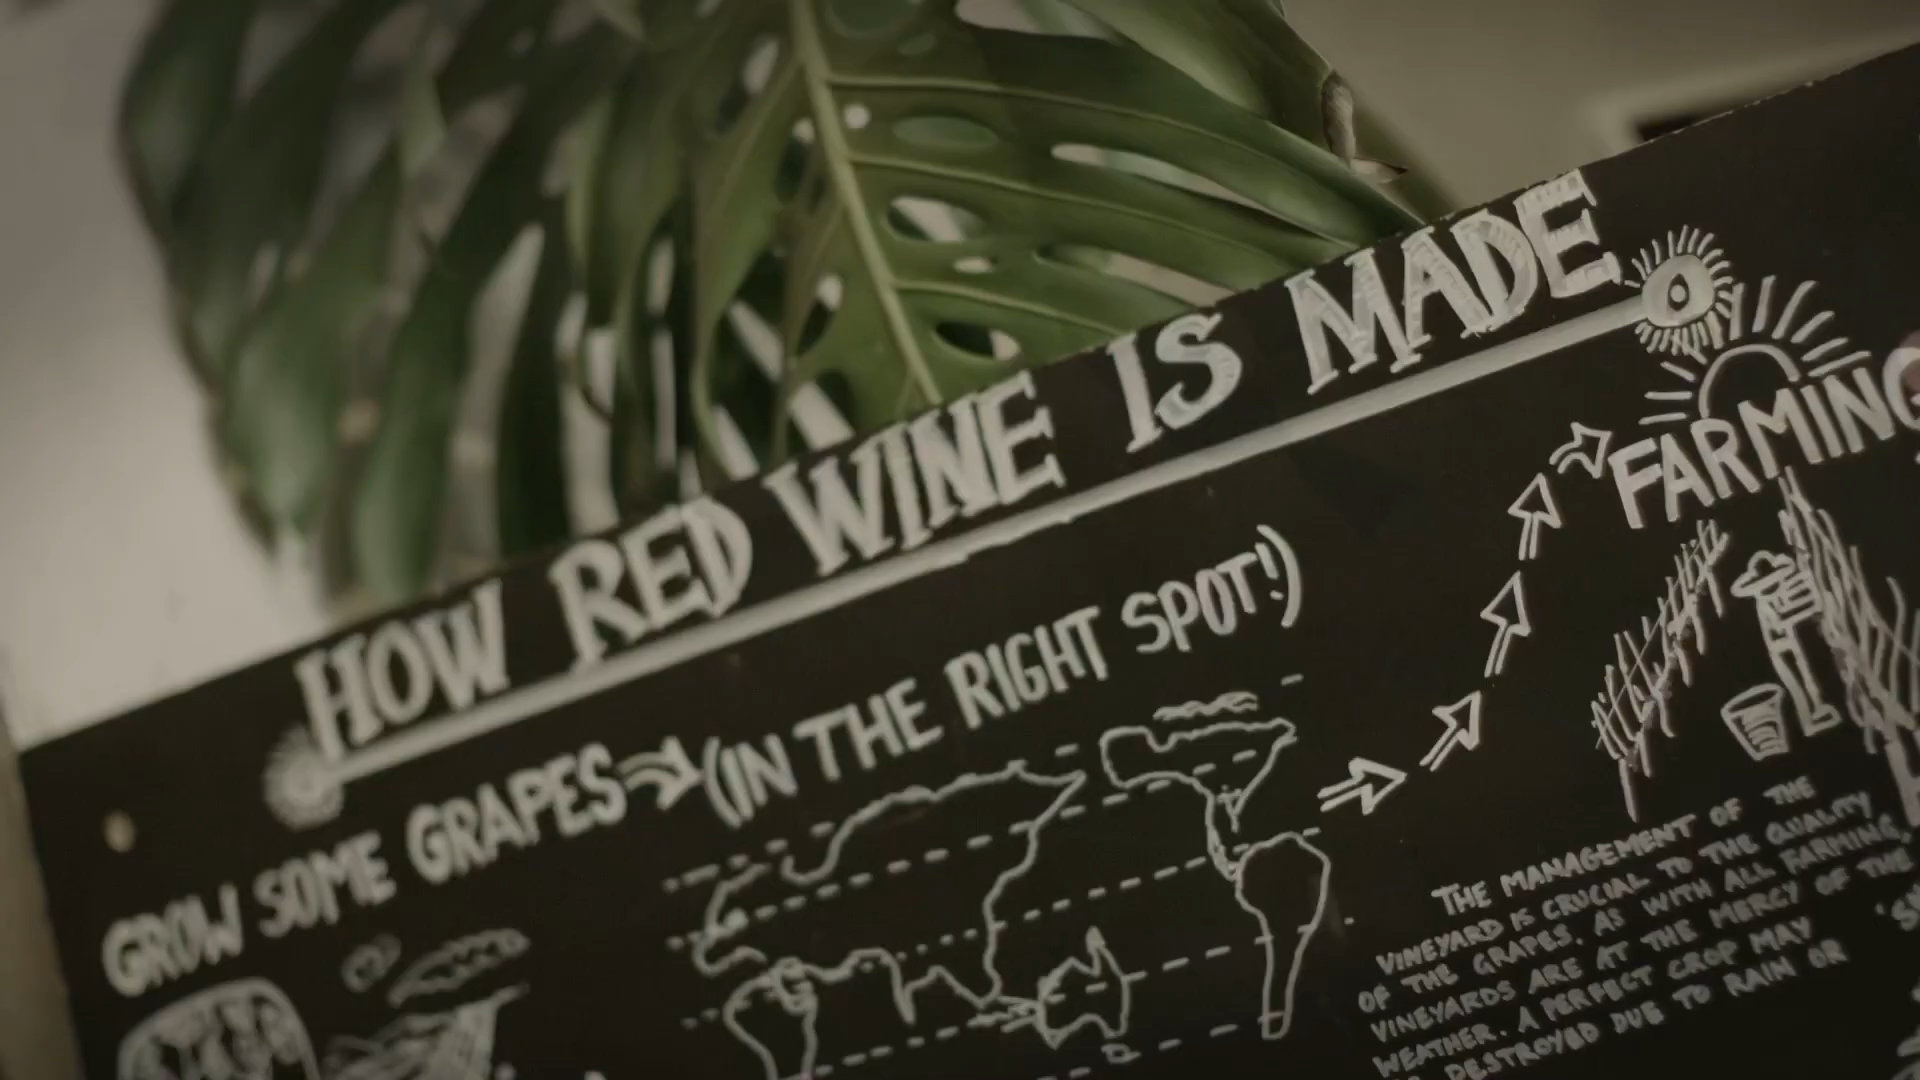 HOW RED WINE IS MADE
GROW SOME GRAPES (IN THE RIGHT SPOT!)
FARMING
THE MANAGEMENT OF THE
VINEYARD IS CRUCIAL TO THE QUALITY
OF THE GRAPES. AS WITH ALL FARMING,
VINEYARDS ARE AT THE MERCY OF THE
WEATHER. A PERFECT CROP MAY
DESTROYED DUE TO RAIN OR